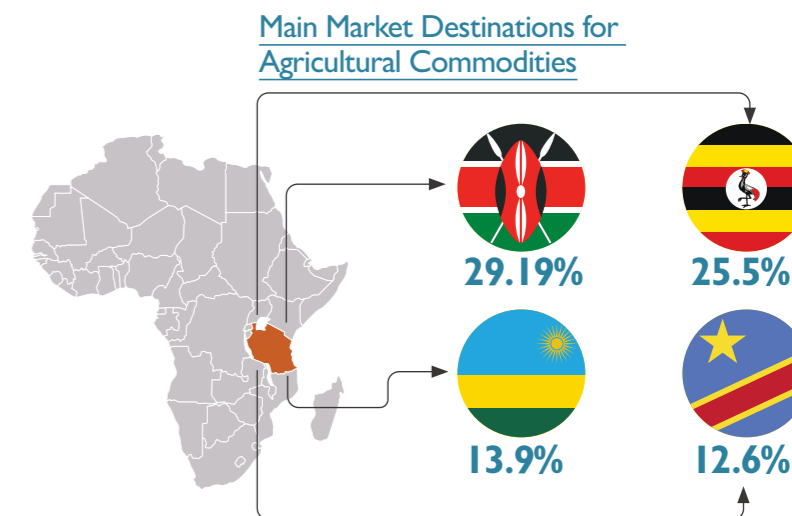 Main Market Destinations for
Agricultural Commodities
29.19%
25.5%
13.9%
12.6%